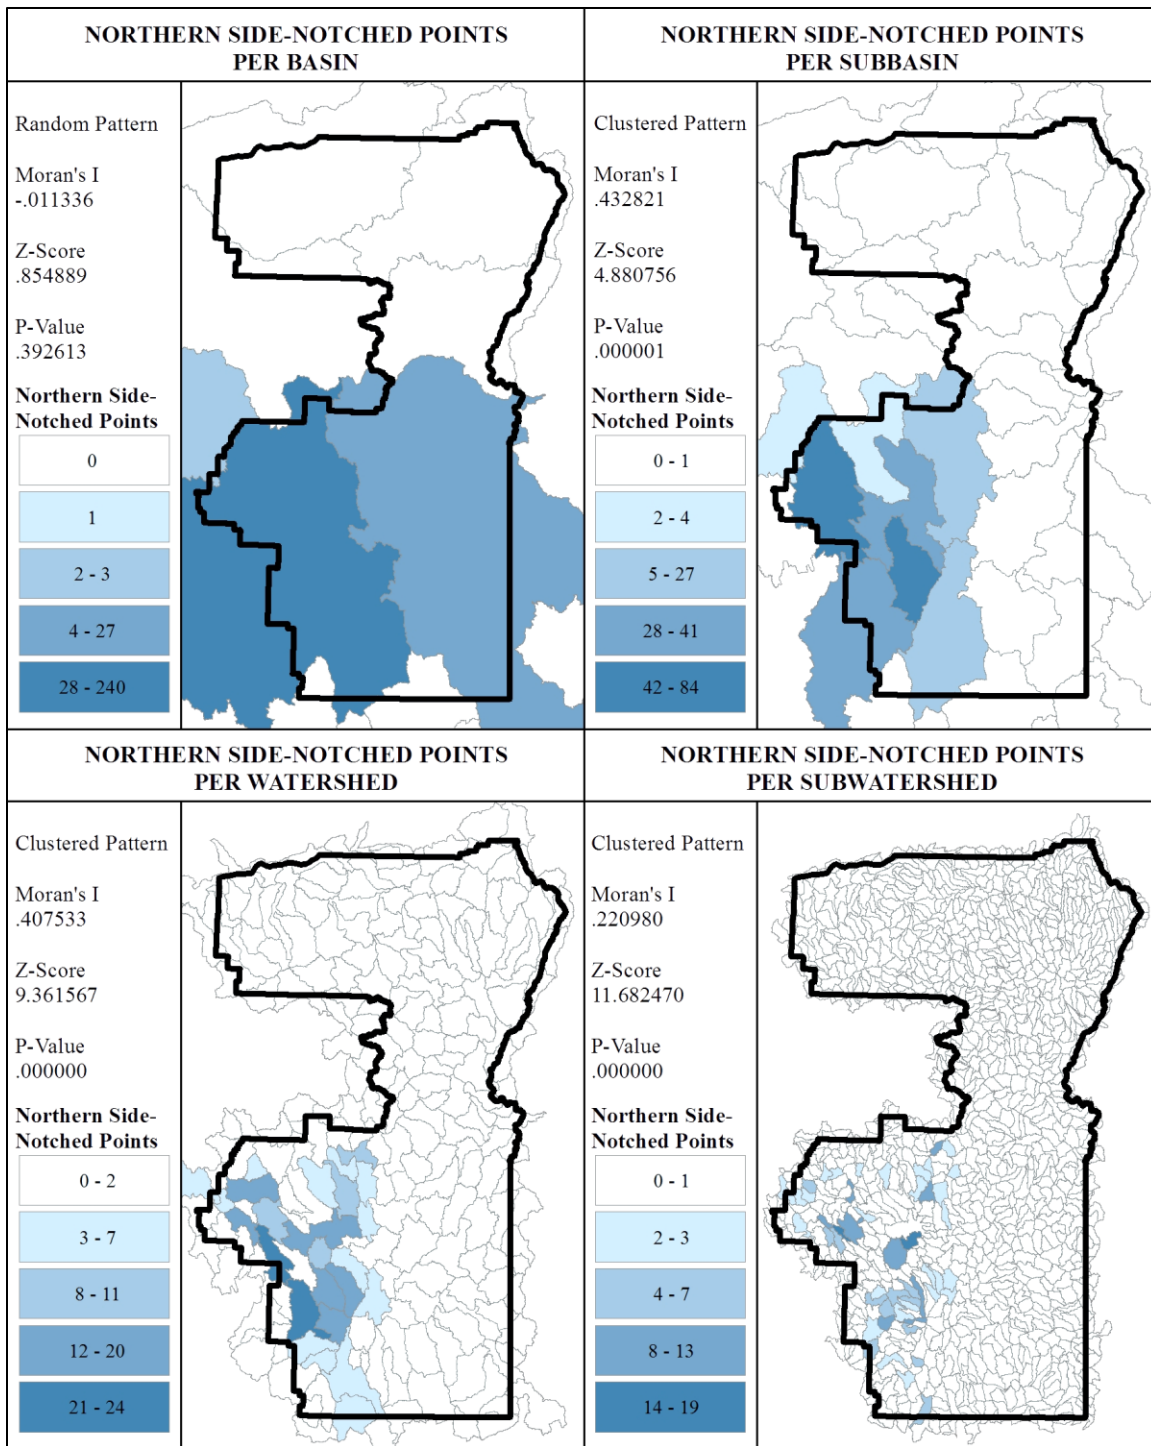 NORTHERN SIDE-NOTCHED POINTS
PER BASIN
Random Pattern
Moran's I
-.011336
Z-Score
.854889
P-Value
.392613
Northern Side-
Notched Points
0
1
2 - 3
4 - 27
28 - 240
NORTHERN SIDE-NOTCHED POINTS
PER SUBBASIN
Clustered Pattern
Moran's I
.432821
Z-Score
4.880756
P-Value
.000001
Northern Side-
Notched Points
0 - 1
2 - 4
5 - 27
28 - 41
42 - 84
NORTHERN SIDE-NOTCHED POINTS
PER WATERSHED
Clustered Pattern
Moran's I
.407533
Z-Score
9.361567
P-Value
.000000
Northern Side-
Notched Points
0 - 2
3 - 7
8 - 11
12 - 20
21 - 24
NORTHERN SIDE-NOTCHED POINTS
PER SUBWATERSHED
Clustered Pattern
Moran's I
.220980
Z-Score
11.682470
P-Value
.000000
Northern Side-
Notched Points
0 - 1
2 - 3
4 - 7
8 - 13
14 - 19